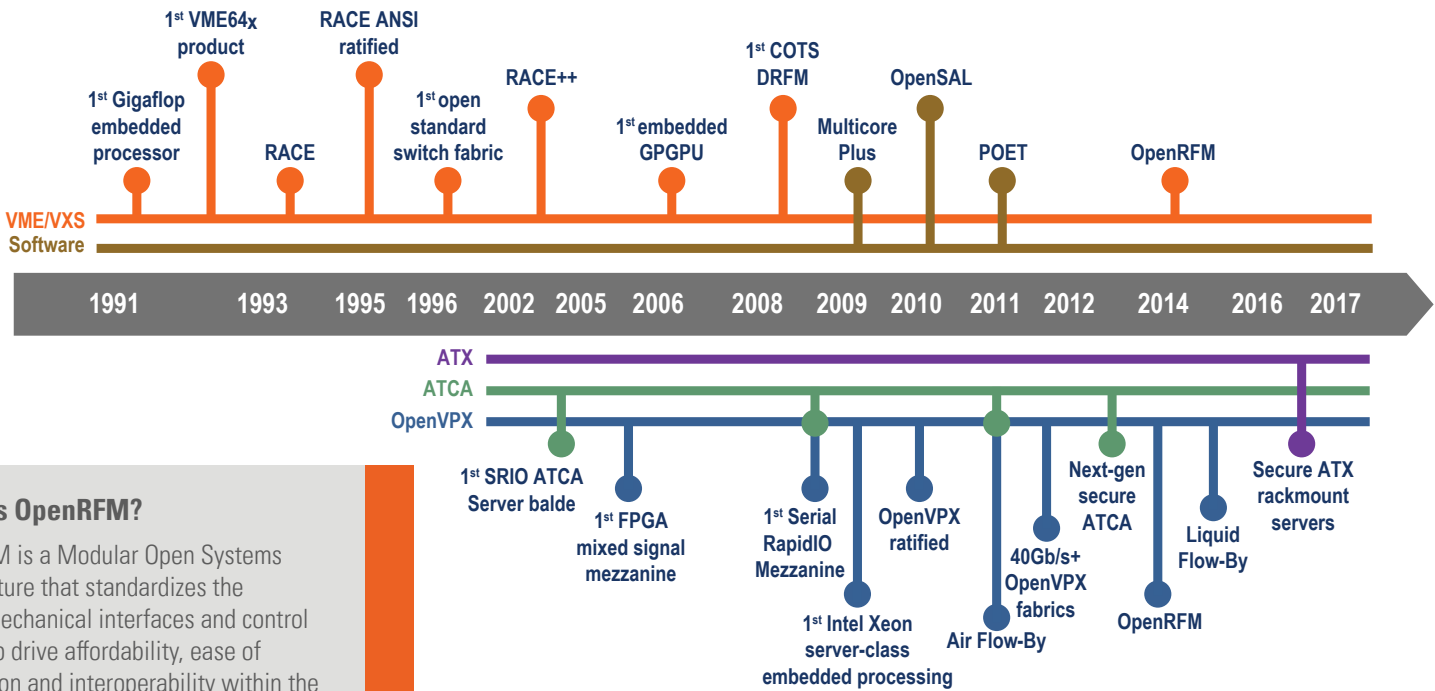 1st VME64x
product
RACE ANSI
ratified
1st COTS
DRFM
RACE++
OpenSAL
1st Gigaflop
embedded
processor
RACE
1st open
standard
switch fabric
1st embedded
GPGPU
Multicore
Plus
POET
OpenRFM
VME/VXS
Software
1991 1993 1995 1996 2002 2005 2006 2008 2009 2010 2011 2012 2014 2016 2017
ATX
ATCA
OpenVPX
1st SRIO ATCA
Server balde
1st FPGA
mixed signal
mezzanine
1st Serial
RapidIO
Mezzanine
1st Intel Xeon
server-class
embedded processing
OpenVPX
ratified
Air Flow-By
40Gb/s+
OpenVPX
fabrics
Next-gen
secure
ATCA
OpenRFM
Liquid
Flow-By
Secure ATX
rackmount
servers
s OpenRFM?
M is a Modular Open Systems
ture that standardizes the
echanical interfaces and control
o drive affordability, ease of
on and interoperability within the